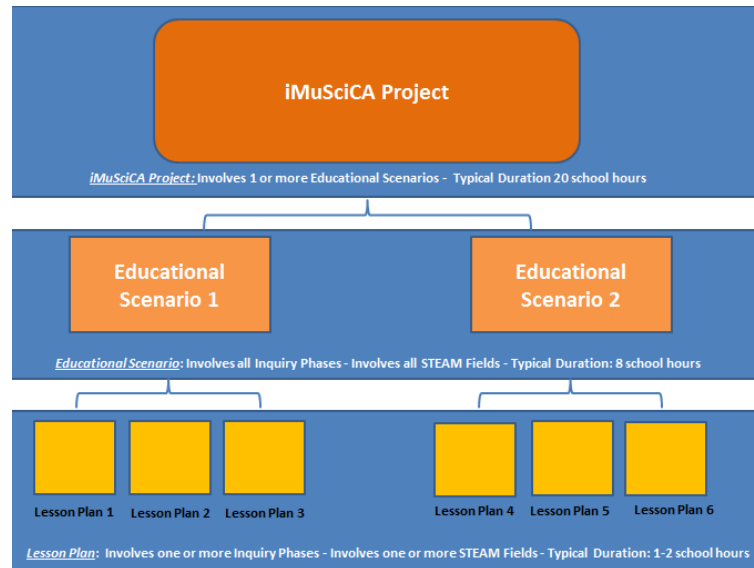 iMuSciCA Project
iMuSciCA Project: Involves 1 or more Educational Scenarios - Typical Duration 20 school hours
Educational
Scenario 1
Educational
Scenario 2
Educational Scenario: Involves all Inquiry Phases - Involves all STEAM Fields - Typical Duration: 8 school hours
Lesson Plan 1
Lesson Plan 2
Lesson Plan 3
Lesson Plan 4
Lesson Plan 5
Lesson Plan 6
Lesson Plan: Involves one or more Inquiry Phases - Involves one or more STEAM Fields - Typical Duration: 1-2 school hours